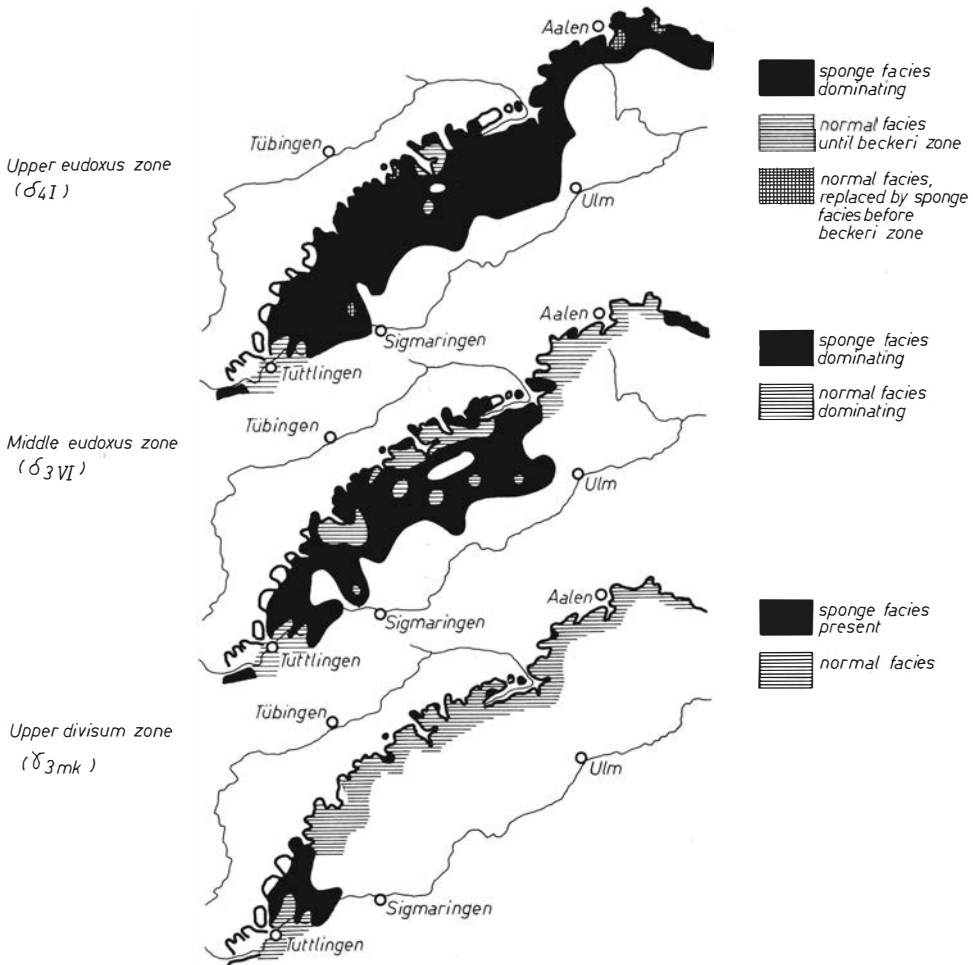 Aalen
Tübingen
Ulm
Sigmaringen
Tüttlingen
Upper eudoxus zone
(δ4I)
sponge facies
dominating
normal facies
until beckeri zone
normal facies,
replaced by sponge
facies before
beckeri zone
Aalen
Tübingen
Ulm
Sigmaringen
Tüttlingen
Middle eudoxus zone
(δ3VI)
sponge facies
dominating
normal facies
dominating
Aalen
Tübingen
Ulm
Sigmaringen
Tuttlingen
Upper divisum zone
(γ3mk)
sponge facies
present
normal facies